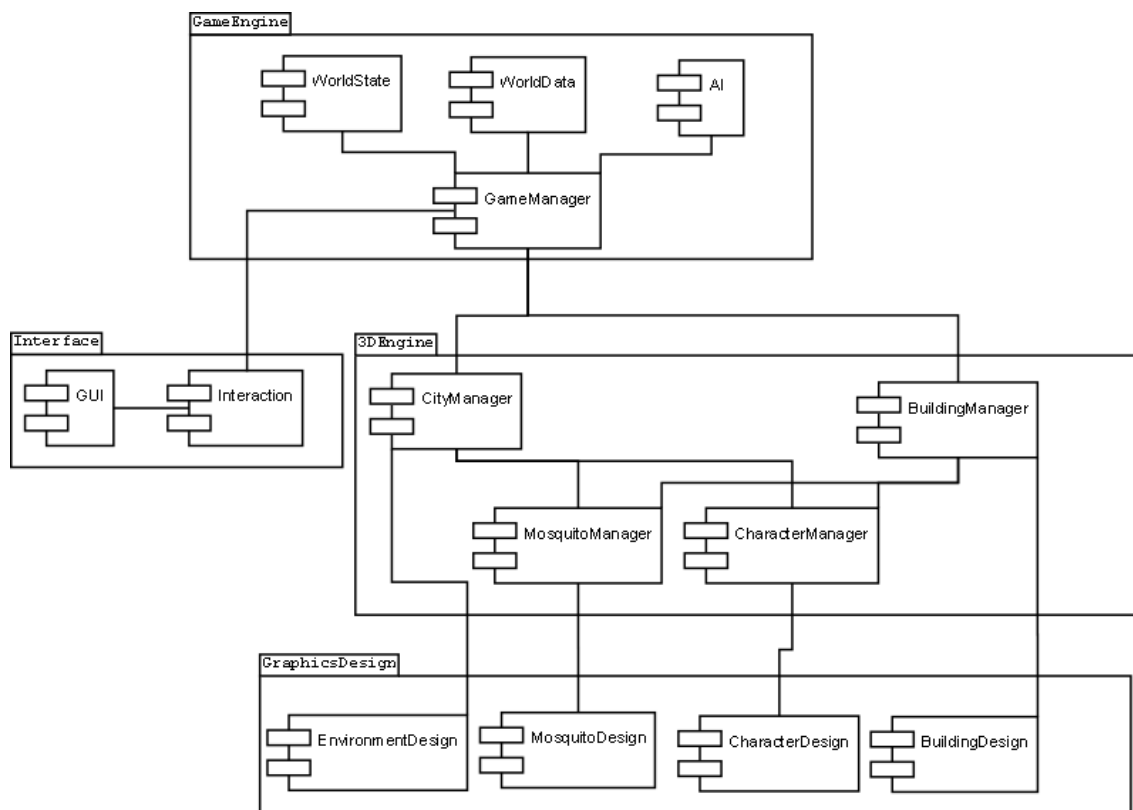 GameEngine
WorldState
WorldData
AI
GameManager
Interface
GUI
Interaction
3DEngine
CityManager
BuildingManager
MosquitoManager
CharacterManager
GraphicsDesign
EnvironmentDesign
MosquitoDesign
CharacterDesign
BuildingDesign